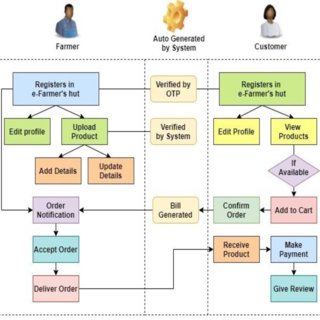 Farmer
Auto Generated
by System
Customer
Registers in
e-Farmer's hut
Verified by
OTP
Registers in
e-Farmer's hut
Edit profile
Upload
Product
Verified
by System
Edit Profile
View
Products
Add Details
Update
Details
If
Available
Order
Notification
Bill
Generated
Confirm
Order
Add to Cart
Accept Order
Receive
Product
Make
Payment
Deliver Order
Give Review